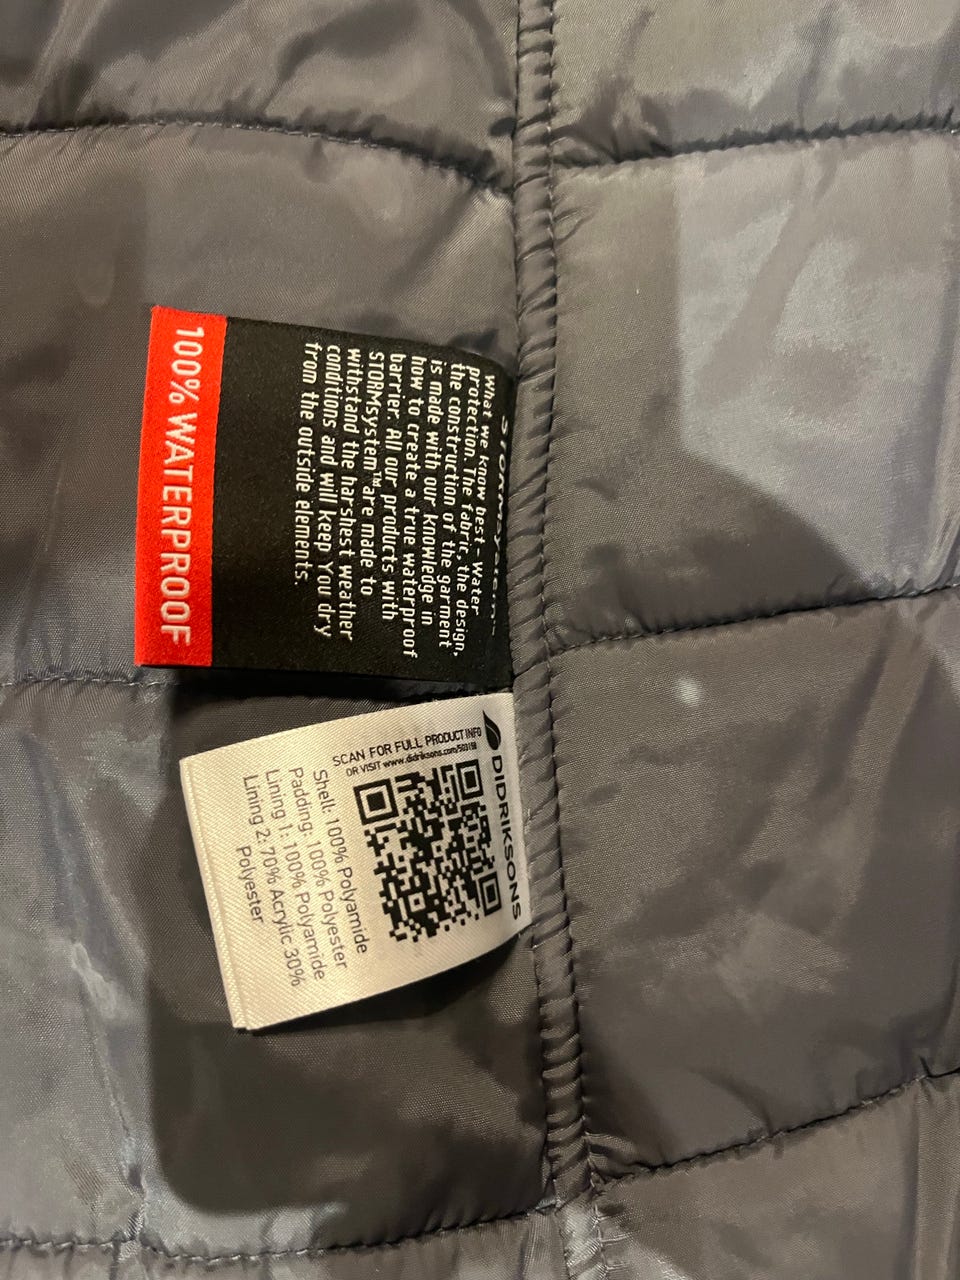 STORMsystem™
What we know best - Water
protection. The fabric, the design,
the construction of the garment
is made with our knowledge in
how to create a true waterproof
barrier. All our products with
STORMsystem™ are made to
withstand the harshest weather
conditions and will keep You dry
from the outside elements.
100% WATERPROOF
DIDRIKSONS
SCAN FOR FULL PRODUCT INFO
OR VISIT www.didriksons.com/503158
Shell: 100% Polyamide
Padding: 100% Polyester
Lining 1: 100% Polyamide
Lining 2: 70% Acrylic 30%
Polyester